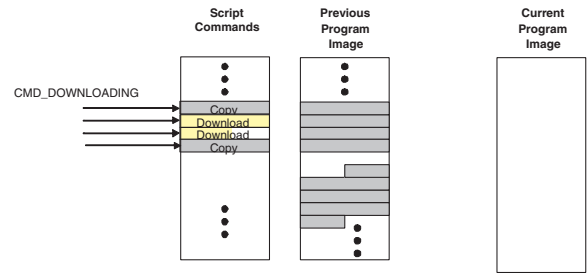 Script
Commands
Previous
Program
Image
Current
Program
Image
CMD_DOWNLOADING
Copy
Download
Download
Copy